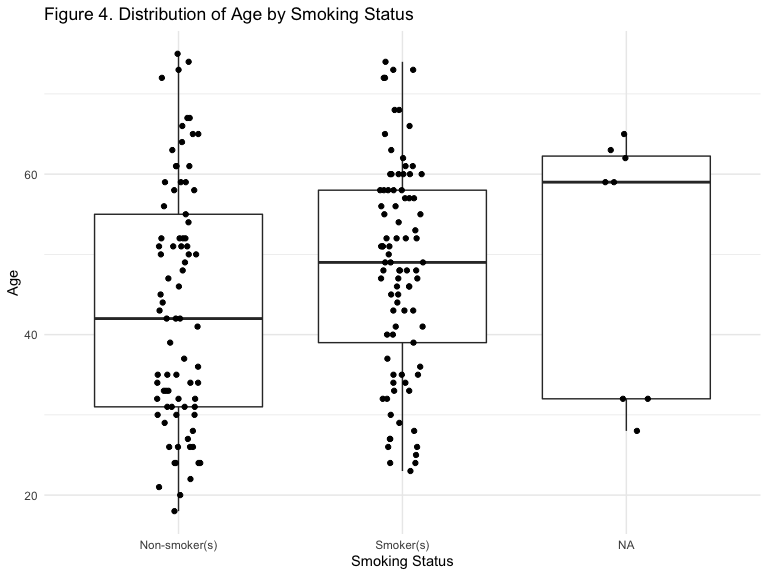 Figure 4. Distribution of Age by Smoking Status
Age
60
40
20
Non-smoker(s)
Smoker(s)
NA
Smoking Status